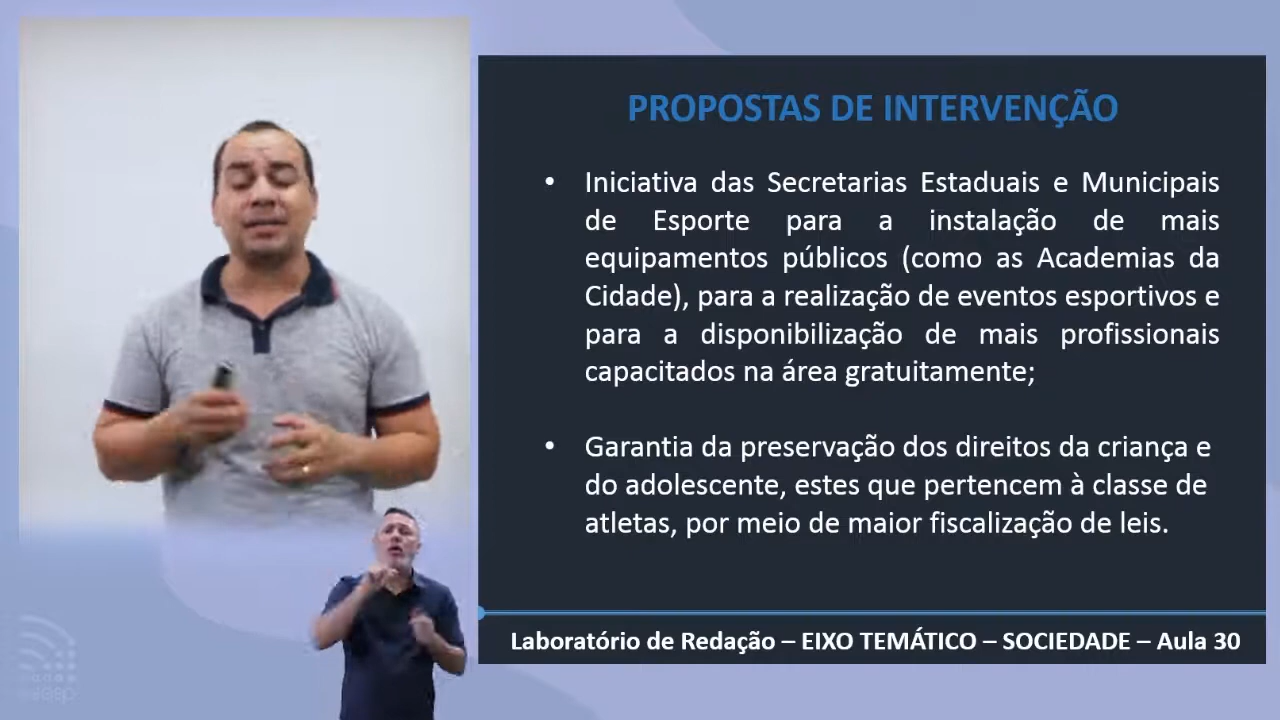 PROPOSTAS DE INTERVENÇÃO
• Iniciativa das Secretarias Estaduais e Municipais
de Esporte para a instalação de mais
equipamentos públicos (como as Academias da
Cidade), para a realização de eventos esportivos e
para a disponibilização de mais profissionais
capacitados na área gratuitamente;
• Garantia da preservação dos direitos da criança e
do adolescente, estes que pertencem à classe de
atletas, por meio de maior fiscalização de leis.
Laboratório de Redação – EIXO TEMÁTICO – SOCIEDADE – Aula 30